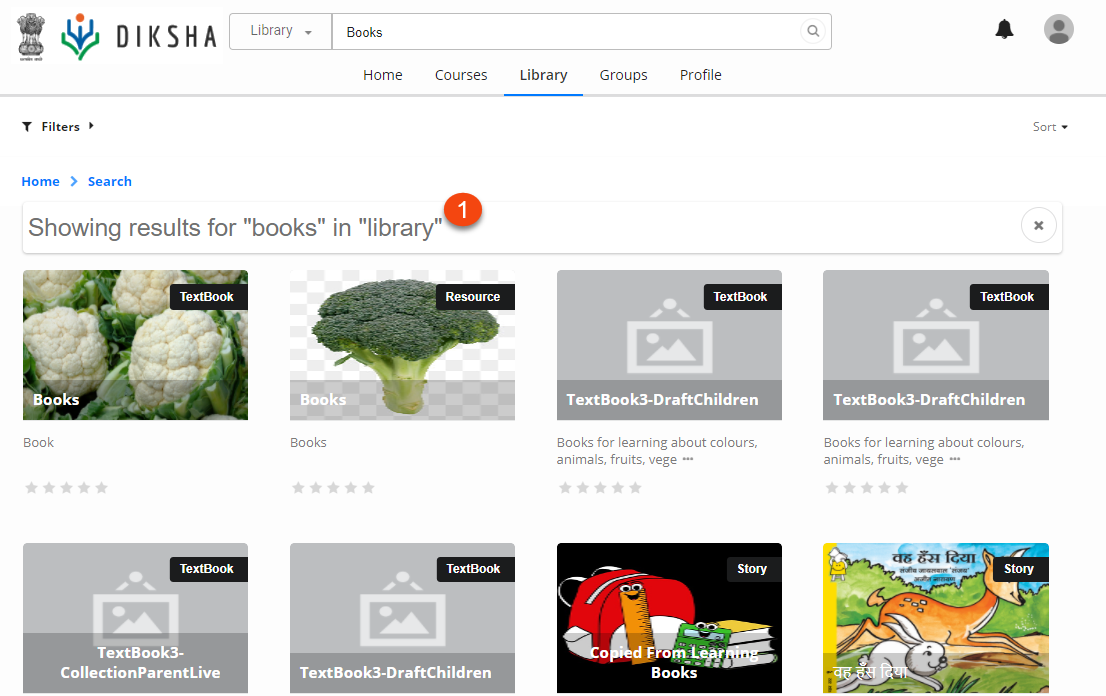 DIKSHA
Library
Books
Home Courses Library Groups Profile
Filters
Sort
Home Search
Showing results for "books" in "library"
1
TextBook
Books
Book
Resource
Books
Books
TextBook
TextBook3-DraftChildren
Books for learning about colours,
animals, fruits, vege •••
TextBook
TextBook3-DraftChildren
Books for learning about colours,
animals, fruits, vege •••
TextBook
TextBook3-
CollectionParentLive
TextBook
TextBook3-DraftChildren
Story
Copied From Learning
Books
वह हँस दिया
Story
वह हँस दिया